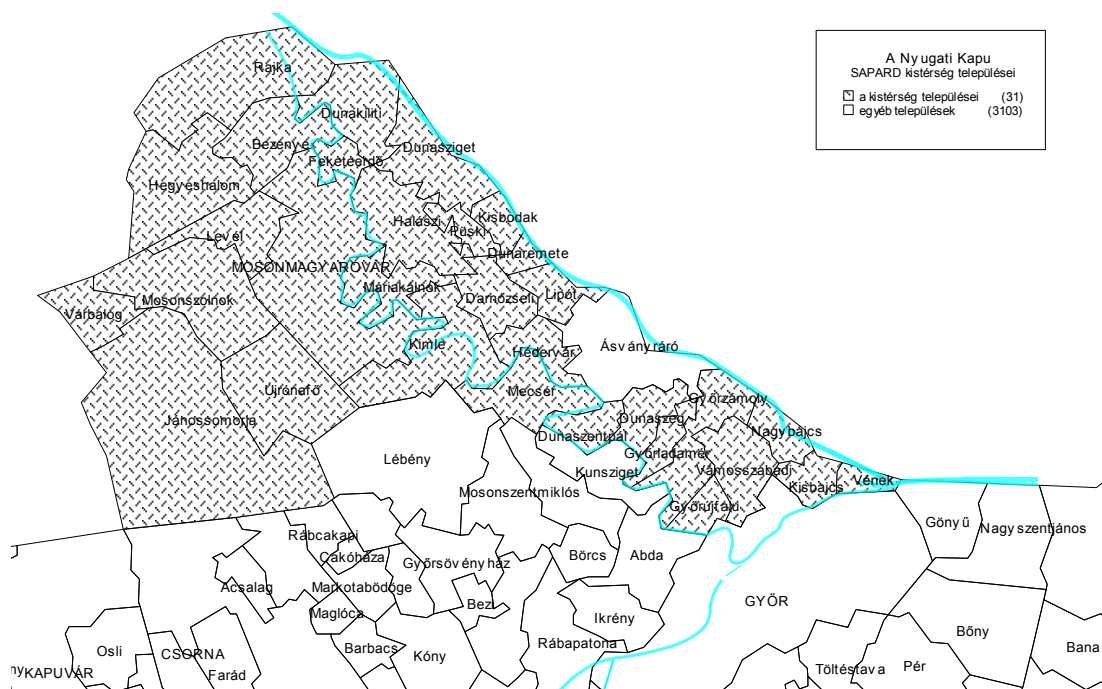 A Nyugati Kapu
SAPARD kistérség települései
a kistérség települései (31)
egyéb települések (3103)
Rajka
Dunakiliti
Bezenye
Feketeerdő
Dunasziget
Hegyeshalom
Halászi
Kisbodak
Püski
Levél
Dunaremete
MOSONMAGYARÓVÁR
Máriakálnok
Darnózseli
Lipót
Mosonszolnok
Várbalog
Kimle
Hédervár
Ásványráró
Újrónafő
Mecsér
Győrzámoly
Jánossomorja
Dunaszeg
Nagybajcs
Dunaszentpál
Győrladamér
Lébény
Kunsziget
Vámosszabadi
Vének
Kisbajcs
Mosonszentmiklós
Győrújfalu
Gönyű
Nagyszentjános
Rábcakapi
Cakóháza
Győrsövényház
Börcs
Abda
Acsalag
Markotabödöge
Bezi
GYŐR
Maglóca
Ikrény
Bőny
Rábapatona
Osli
CSORNA
Barbacs
Kóny
Bana
ny
KAPUVÁR
Farád
Töltéstava
Pér